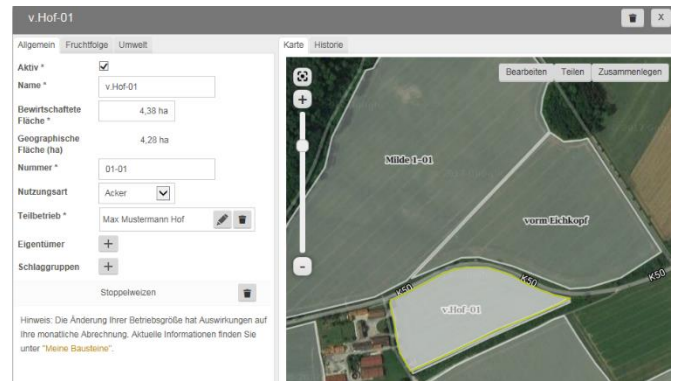 v.Hof-01
X
Allgemein Fruchtfolge Umwelt
Karte Historie
Aktiv *
Name * v.Hof-01
Bewirtschaftete
Fläche * 4,38 ha
Geographische
Fläche (ha) 4,28 ha
Nummer * 01-01
Nutzungsart Acker
Teilbetrieb * Max Mustermann Hof
Eigentümer +
Schlaggruppen +
Stoppelweizen
Hinweis: Die Änderung Ihrer Betriebsgröße hat Auswirkungen auf
Ihre monatliche Abrechnung. Aktuelle Informationen finden Sie
unter "Meine Bausteine".
Bearbeiten Teilen Zusammenlegen
+
Milde 1-01
vorm Eichkopf
-
K50
K50
K50
v.Hof-01